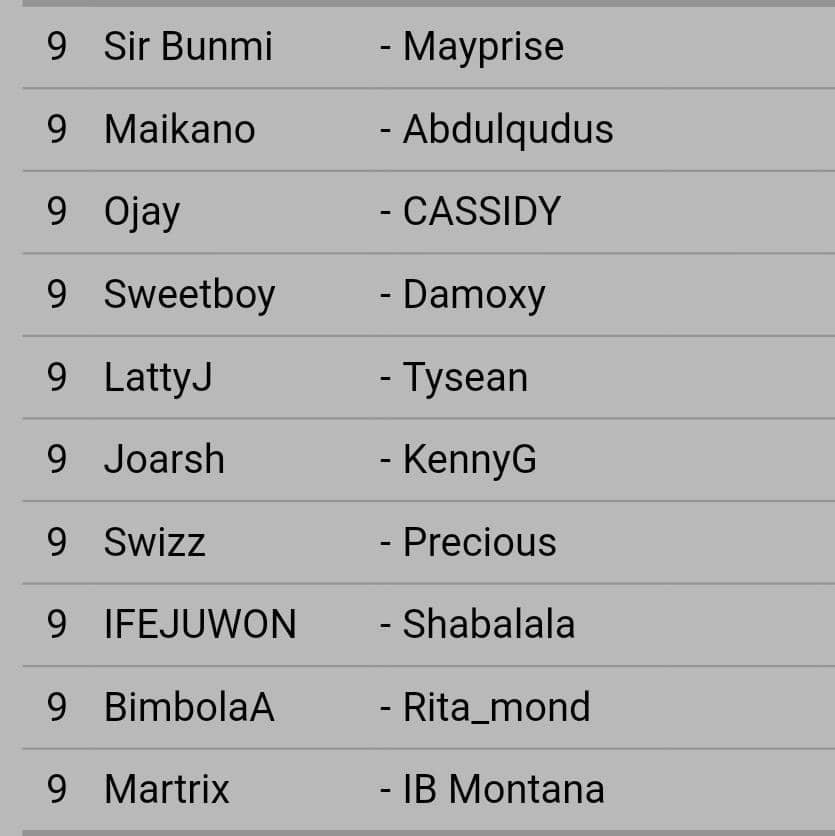 9 Sir Bunmi - Mayprise
9 Maikano - Abdulqudus
9 Ojay - CASSIDY
9 Sweetboy - Damoxy
9 LattyJ - Tysean
9 Joarsh - KennyG
9 Swizz - Precious
9 IFEJUWON - Shabalala
9 BimbolaA - Rita_mond
9 Martrix - IB Montana